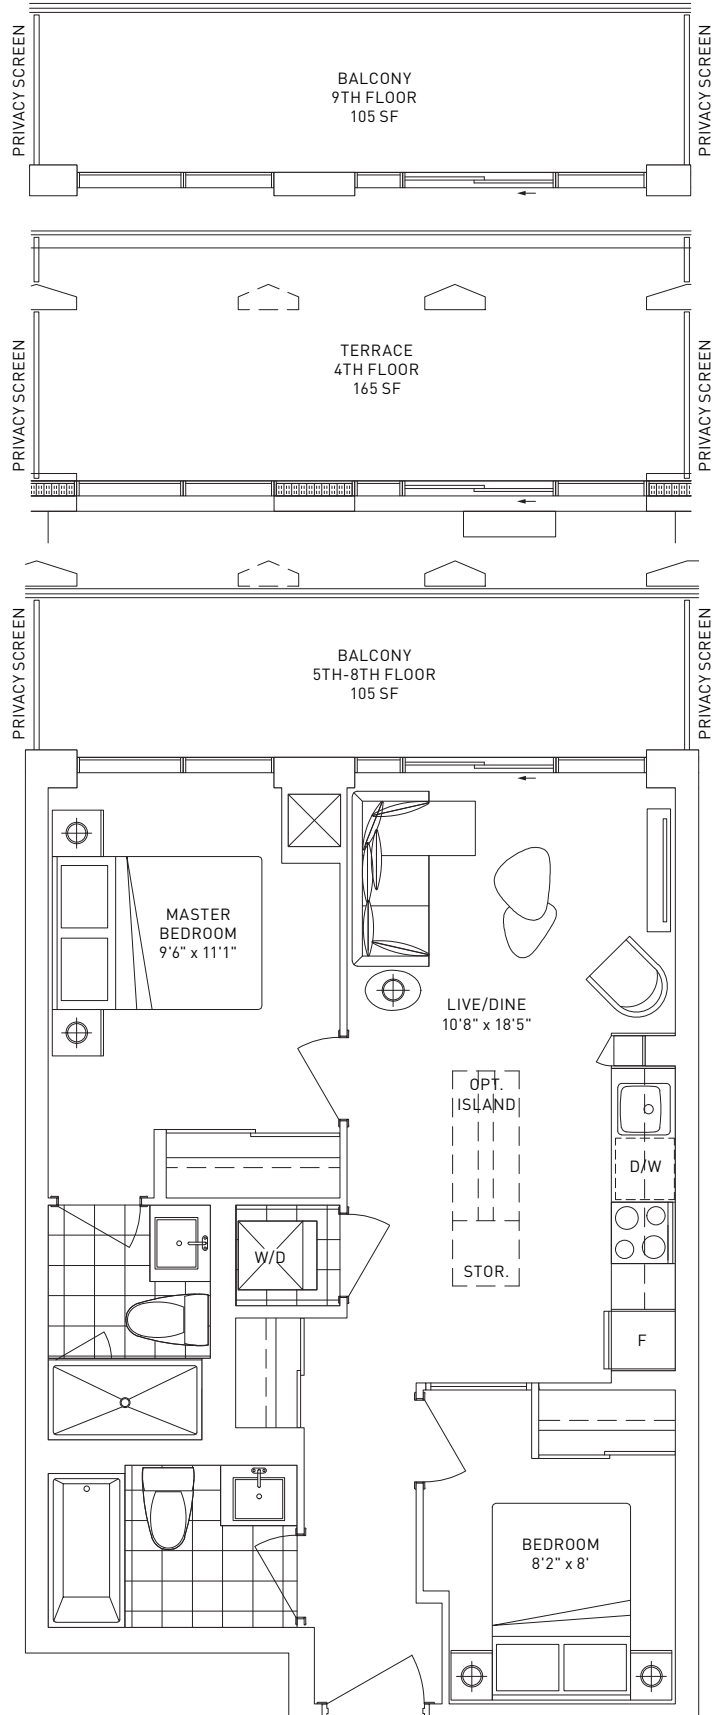 PRIVACY SCREEN
BALCONY
9TH FLOOR
105 SF
PRIVACY SCREEN
PRIVACY SCREEN
TERRACE
4TH FLOOR
165 SF
PRIVACY SCREEN
PRIVACY SCREEN
BALCONY
5TH-8TH FLOOR
105 SF
PRIVACY SCREEN
MASTER
BEDROOM
9'6" x 11'1"
LIVE/DINE
10'8" x 18'5"
OPT.
ISLAND
D/W
W/D
STOR.
F
BEDROOM
8'2" x 8'